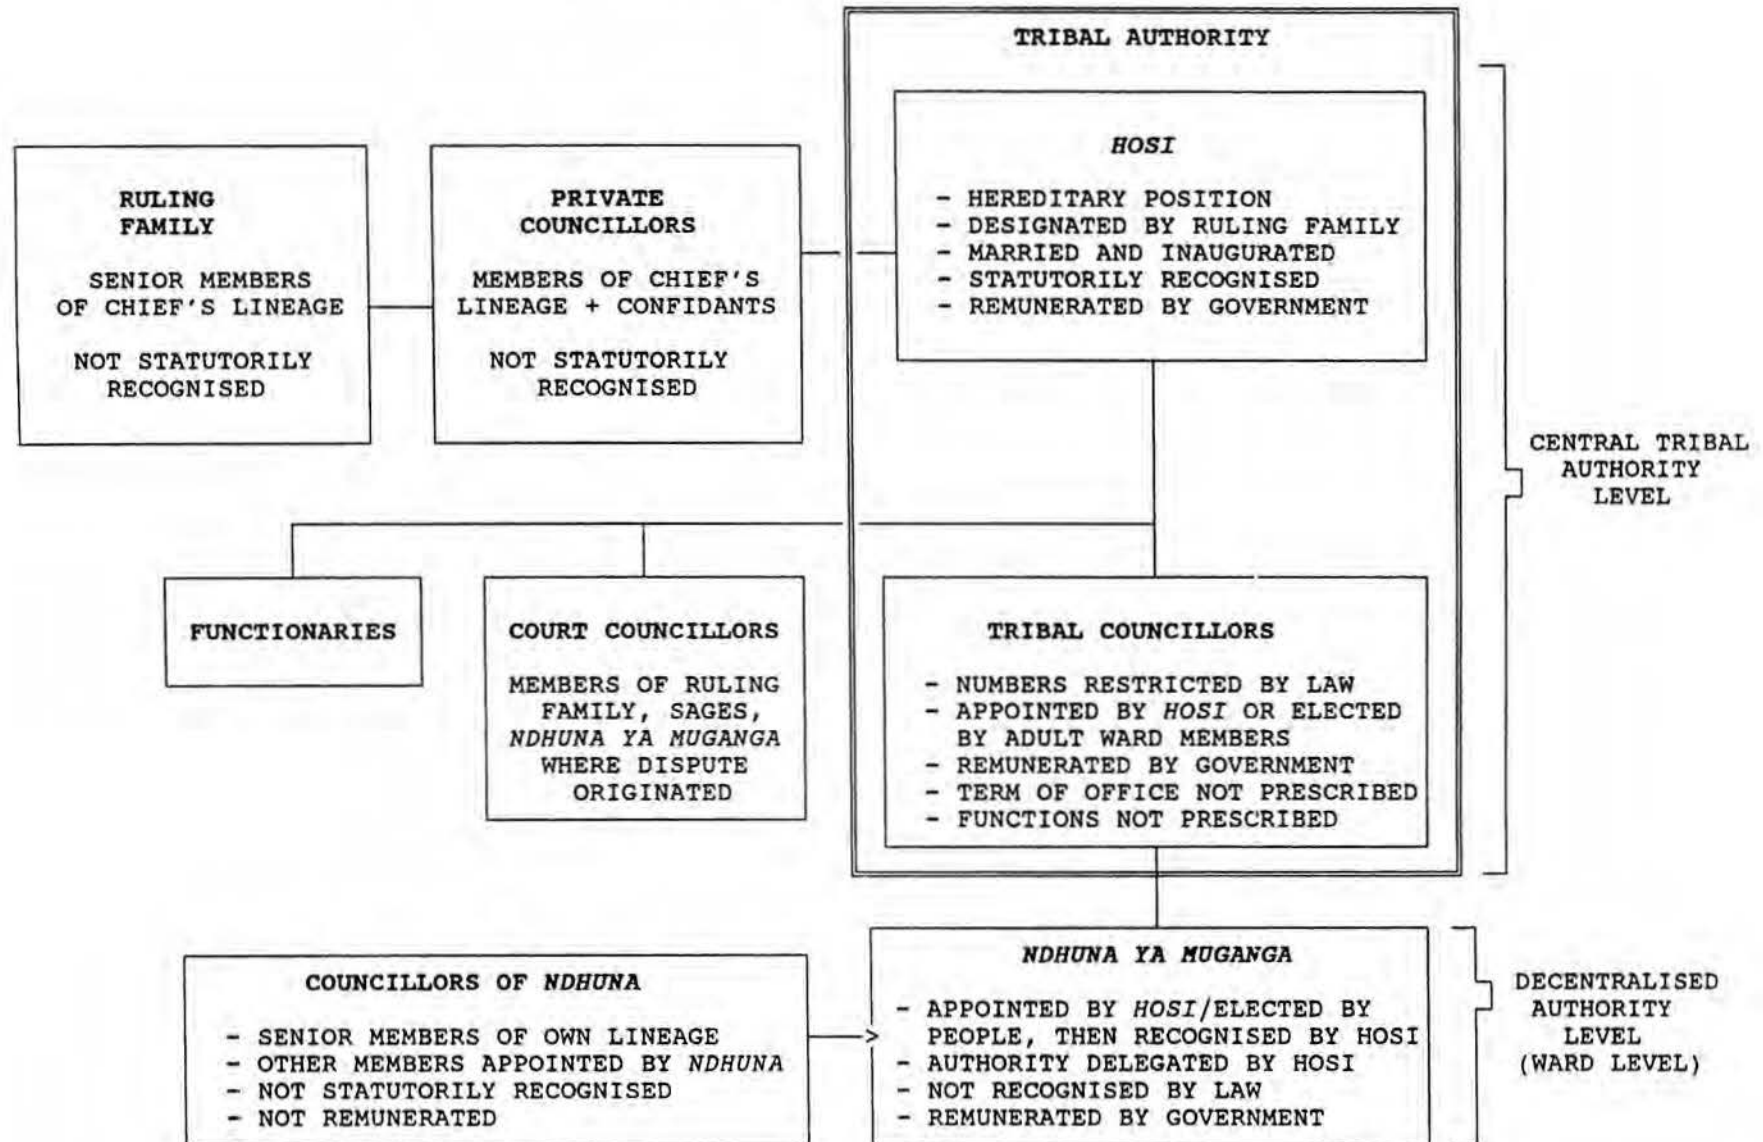 TRIBAL AUTHORITY
HOSI
- HEREDITARY POSITION
- DESIGNATED BY RULING FAMILY
- MARRIED AND INAUGURATED
- STATUTORILY RECOGNISED
- REMUNERATED BY GOVERNMENT
RULING
FAMILY
SENIOR MEMBERS
OF CHIEF'S LINEAGE
NOT STATUTORILY
RECOGNISED
PRIVATE
COUNCILLORS
MEMBERS OF CHIEF'S
LINEAGE + CONFIDANTS
NOT STATUTORILY
RECOGNISED
CENTRAL TRIBAL
AUTHORITY
LEVEL
FUNCTIONARIES
COURT COUNCILLORS
MEMBERS OF RULING
FAMILY, SAGES,
NDHUNA YA MUGANGA
WHERE DISPUTE
ORIGINATED
TRIBAL COUNCILLORS
- NUMBERS RESTRICTED BY LAW
- APPOINTED BY HOSI OR ELECTED
BY ADULT WARD MEMBERS
- REMUNERATED BY GOVERNMENT
- TERM OF OFFICE NOT PRESCRIBED
- FUNCTIONS NOT PRESCRIBED
COUNCILLORS OF NDHUNA
- SENIOR MEMBERS OF OWN LINEAGE
- OTHER MEMBERS APPOINTED BY NDHUNA
- NOT STATUTORILY RECOGNISED
- NOT REMUNERATED
NDHUNA YA MUGANGA
- APPOINTED BY HOSI/ELECTED BY
PEOPLE, THEN RECOGNISED BY HOSI
- AUTHORITY DELEGATED BY HOSI
- NOT RECOGNISED BY LAW
- REMUNERATED BY GOVERNMENT
DECENTRALISED
AUTHORITY
LEVEL
(WARD LEVEL)